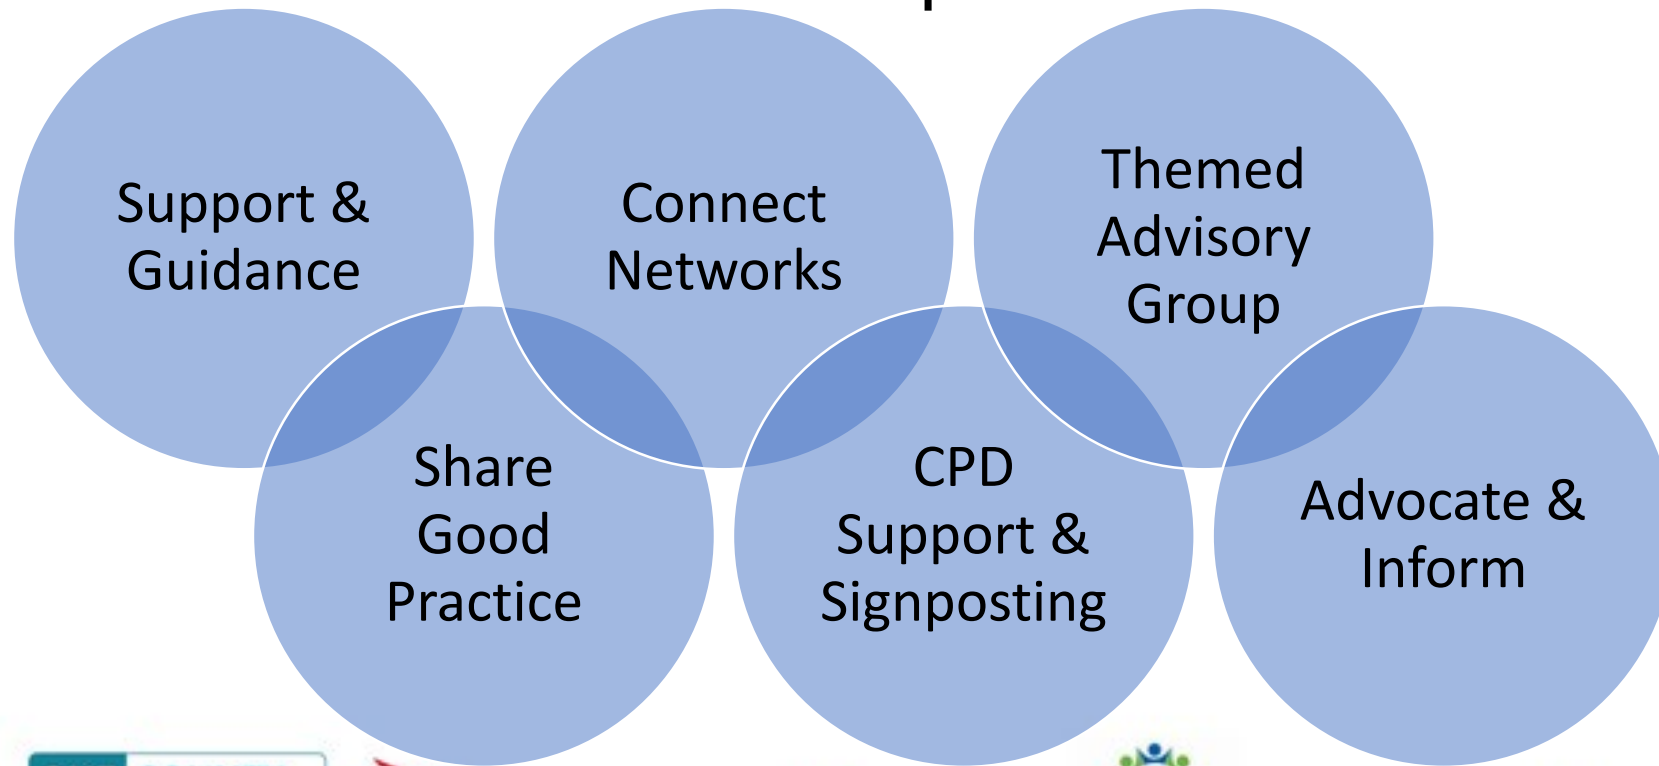 Support &
Guidance
Connect
Networks
Themed
Advisory
Group
Share
Good
Practice
CPD
Support &
Signposting
Advocate &
Inform